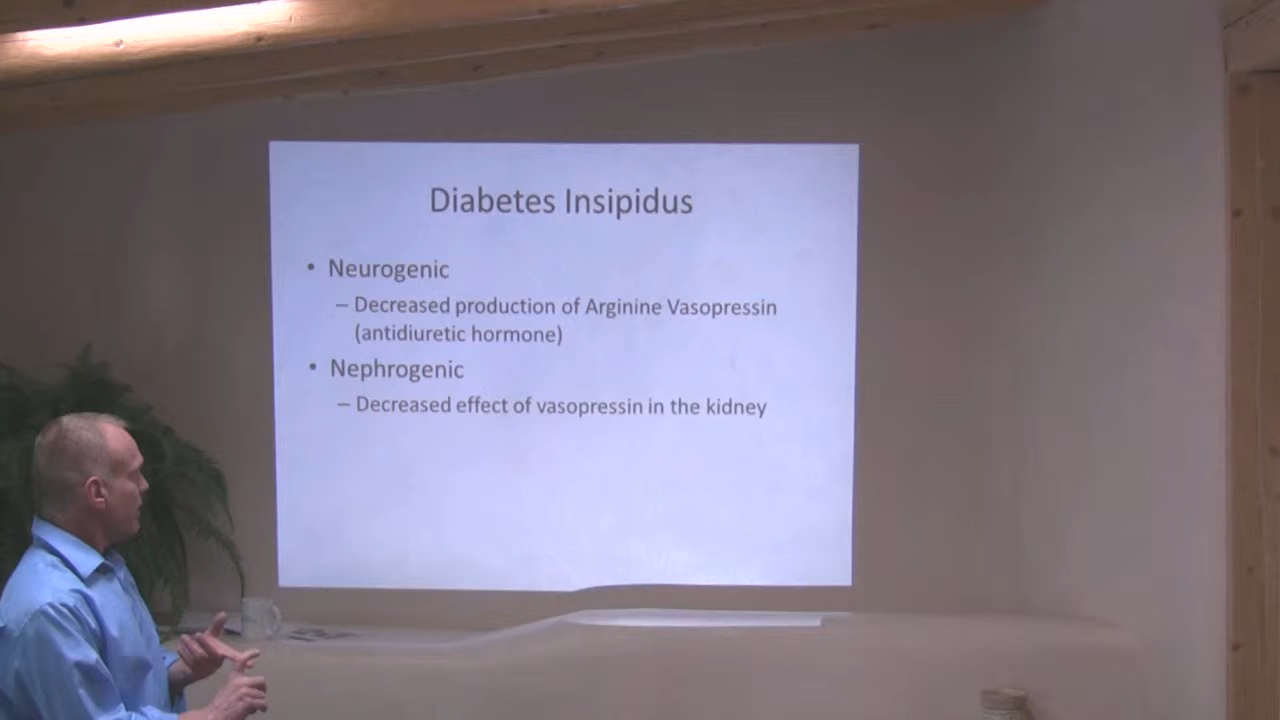 Diabetes Insipidus
• Neurogenic
– Decreased production of Arginine Vasopressin
(antidiuretic hormone)
• Nephrogenic
– Decreased effect of vasopressin in the kidney